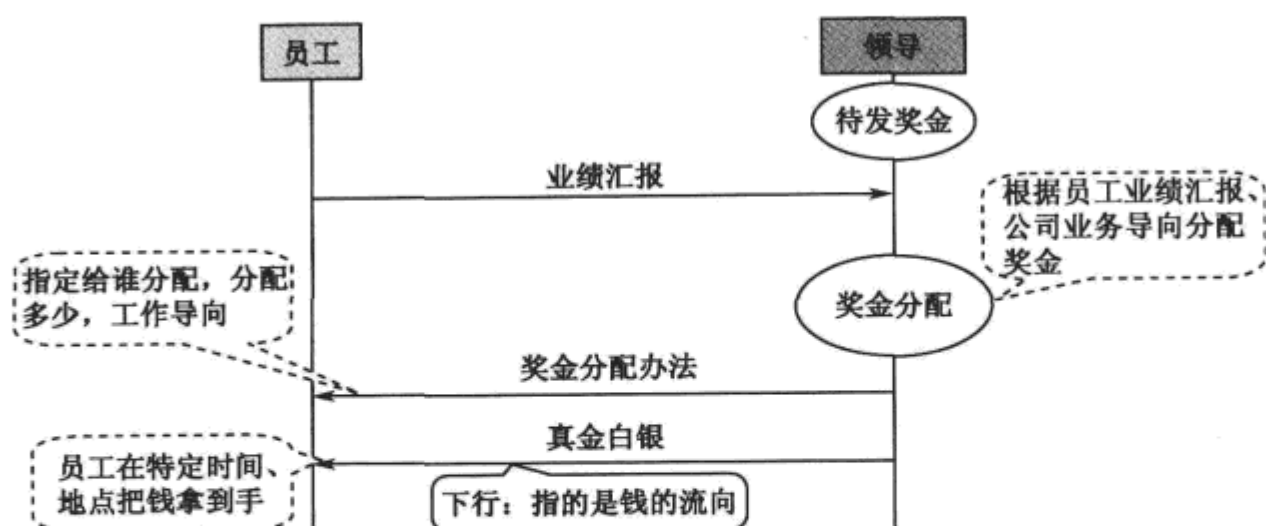 员工
领导
待发奖金
业绩汇报
根据员工业绩汇报、
公司业务导向分配
奖金
指定给谁分配，分配
多少，工作导向
奖金分配
奖金分配办法
真金白银
员工在特定时间、
地点把钱拿到手
下行：指的是钱的流向